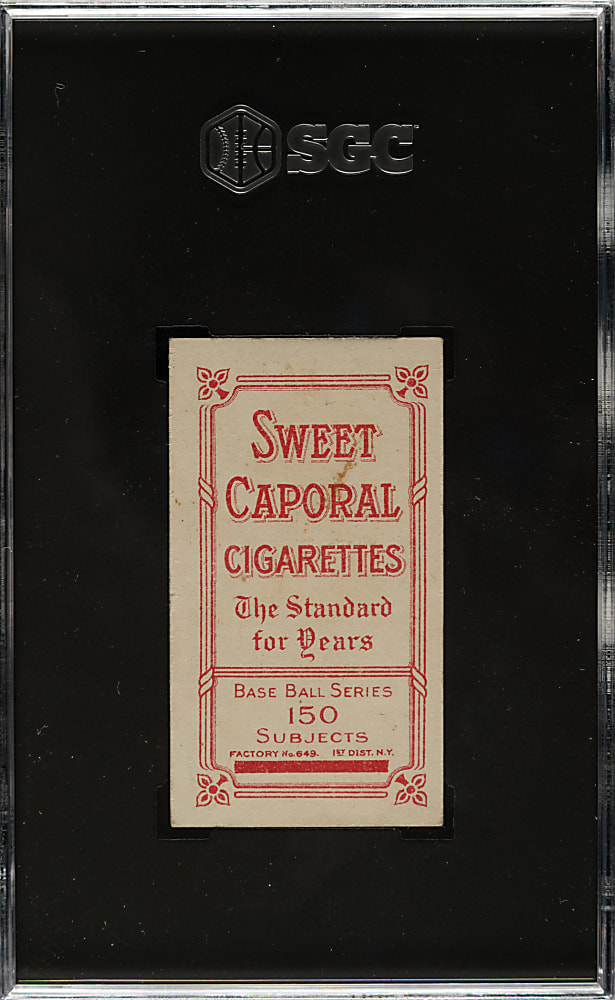 SGC
SWEET
CAPORAL
CIGARETTES
The Standard
for Years
BASE BALL SERIES
150
SUBJECTS
FACTORY No. 649. 1ST DIST. N.Y.